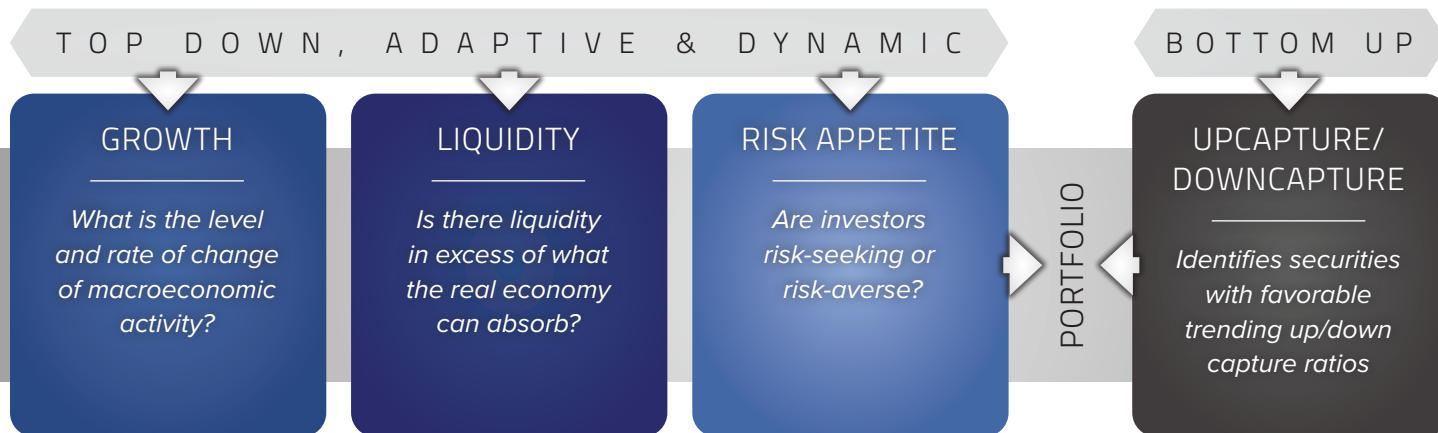 TOP DOWN, ADAPTIVE & DYNAMIC
GROWTH
What is the level
and rate of change
of macroeconomic
activity?
LIQUIDITY
Is there liquidity
in excess of what
the real economy
can absorb?
RISK APPETITE
Are investors
risk-seeking or
risk-averse?
PORTFOLIO
BOTTOM UP
UPCAPTURE/
DOWNCAPTURE
Identifies securities
with favorable
trending up/down
capture ratios